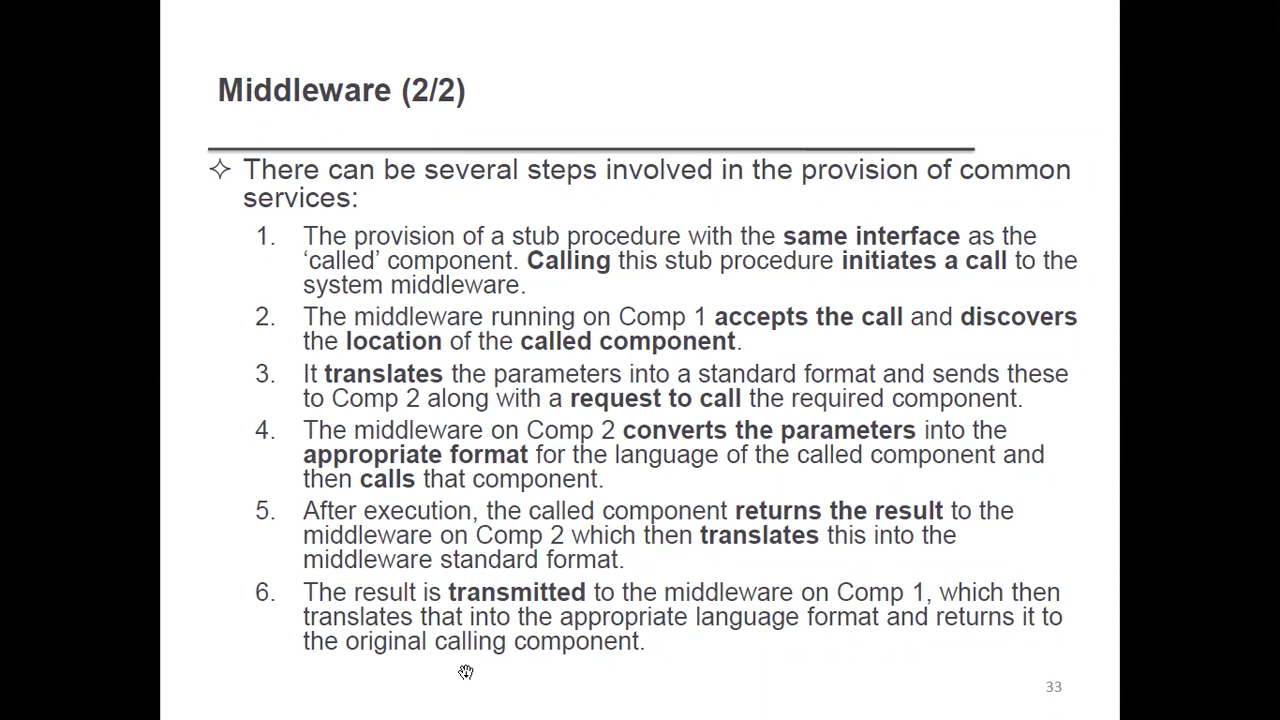 Middleware (2/2)
✧ There can be several steps involved in the provision of common
services:
1. The provision of a stub procedure with the same interface as the
‘called’ component. Calling this stub procedure initiates a call to the
system middleware.
2. The middleware running on Comp 1 accepts the call and discovers
the location of the called component.
3. It translates the parameters into a standard format and sends these
to Comp 2 along with a request to call the required component.
4. The middleware on Comp 2 converts the parameters into the
appropriate format for the language of the called component and
then calls that component.
5. After execution, the called component returns the result to the
middleware on Comp 2 which then translates this into the
middleware standard format.
6. The result is transmitted to the middleware on Comp 1, which then
translates that into the appropriate language format and returns it to
the original calling component.
33